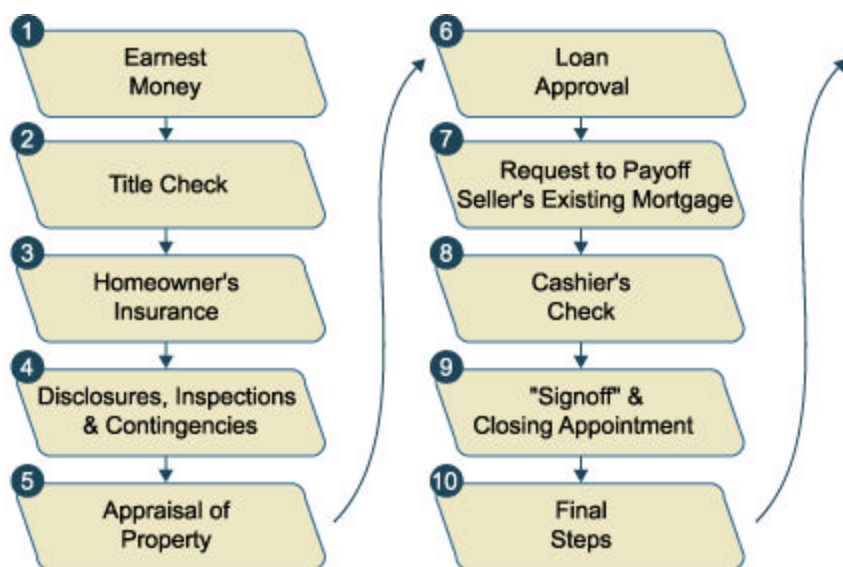 1
Earnest
Money
2
Title Check
3
Homeowner's
Insurance
4
Disclosures, Inspections
& Contingencies
5
Appraisal of
Property
6
Loan
Approval
7
Request to Payoff
Seller's Existing Mortgage
8
Cashier's
Check
9
"Signoff" &
Closing Appointment
10
Final
Steps